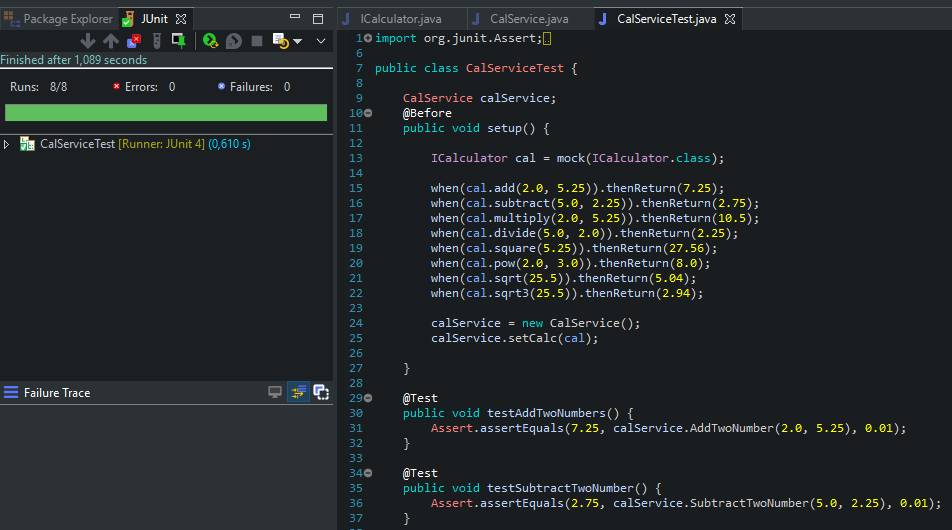 Package Explorer
JUnit
Finished after 1,089 seconds
Runs: 8/8
Errors: 0
Failures: 0
CalServiceTest [Runner: JUnit 4] (0,610 s)
Failure Trace
ICalculator.java
CalService.java
CalServiceTest.java
1 import org.junit.Assert;
6
7 public class CalServiceTest {
8
9 CalService calService;
10 @Before
11 public void setup() {
12
13 ICalculator cal = mock(ICalculator.class);
14
15 when(cal.add(2.0, 5.25)).thenReturn(7.25);
16 when(cal.subtract(5.0, 2.25)).thenReturn(2.75);
17 when(cal.multiply(2.0, 5.25)).thenReturn(10.5);
18 when(cal.divide(5.0, 2.0)).thenReturn(2.25);
19 when(cal.square(5.25)).thenReturn(27.56);
20 when(cal.pow(2.0, 3.0)).thenReturn(8.0);
21 when(cal.sqrt(25.5)).thenReturn(5.04);
22 when(cal.sqrt3(25.5)).thenReturn(2.94);
23
24 calService = new CalService();
25 calService.setCalc(cal);
26
27 }
28
29 @Test
30 public void testAddTwoNumbers() {
31 Assert.assertEquals(7.25, calService.AddTwoNumber(2.0, 5.25), 0.01);
32 }
33
34 @Test
35 public void testSubtractTwoNumber() {
36 Assert.assertEquals(2.75, calService.SubtractTwoNumber(5.0, 2.25), 0.01);
37 }